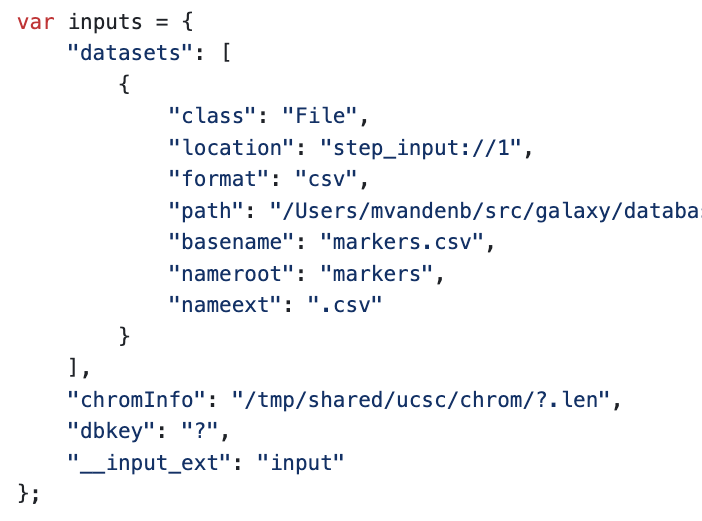 var inputs = {
    "datasets": [
        {
            "class": "File",
            "location": "step_input://1",
            "format": "csv",
            "path": "/Users/mvandenb/src/galaxy/databa
            "basename": "markers.csv",
            "nameroot": "markers",
            "nameext": ".csv"
        }
    ],
    "chromInfo": "/tmp/shared/ucsc/chrom/?.len",
    "dbkey": "?",
    "__input_ext": "input"
};